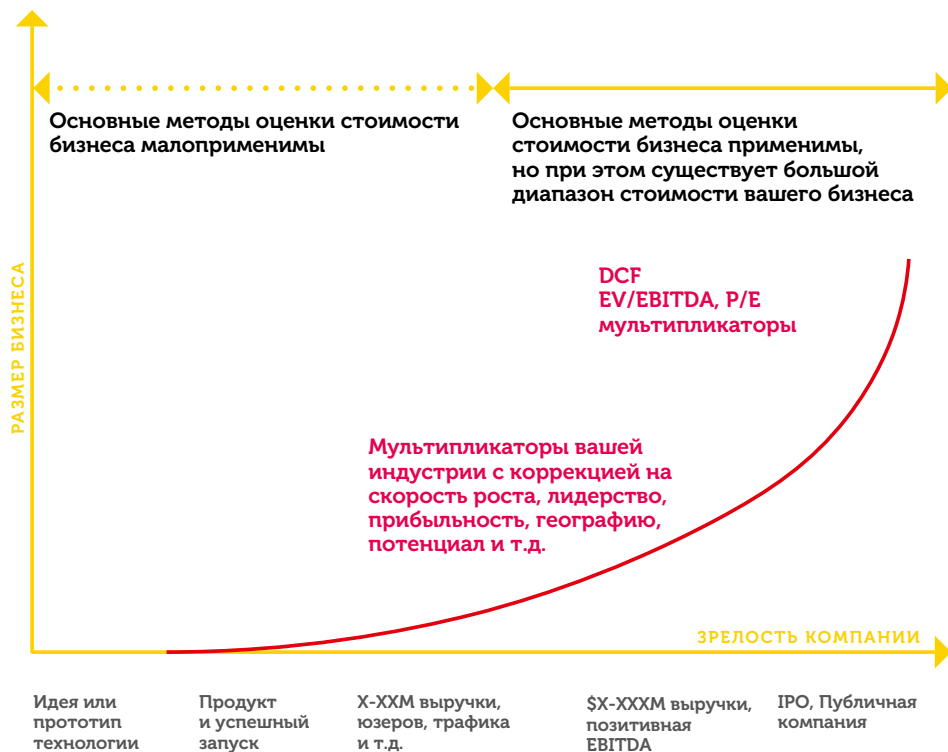 Основные методы оценки стоимости
бизнеса малоприменимы
Основные методы оценки
стоимости бизнеса применимы,
но при этом существует большой
диапазон стоимости вашего бизнеса
РАЗМЕР БИЗНЕСА
DCF
EV/EBITDA, P/E
мультипликаторы
Мультипликаторы вашей
индустрии с коррекцией на
скорость роста, лидерство,
прибыльность, географию,
потенциал и т.д.
ЗРЕЛОСТЬ КОМПАНИИ
Идея или
прототип
технологии
Продукт
и успешный
запуск
X-XXM выручки,
юзеров, трафика
и т.д.
$X-XXXM выручки,
позитивная
EBITDA
IPO, Публичная
компания